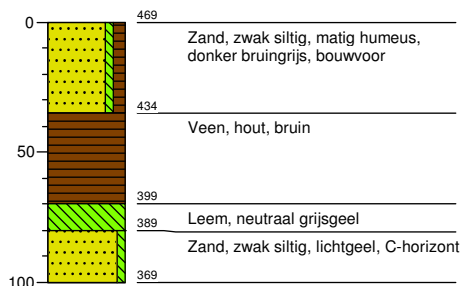 0
469
Zand, zwak siltig, matig humeus,
donker bruingrijs, bouwvoor
434
Veen, hout, bruin
50
399
Leem, neutraal grijsgeel
389
Zand, zwak siltig, lichtgeel, C-horizont
100
369